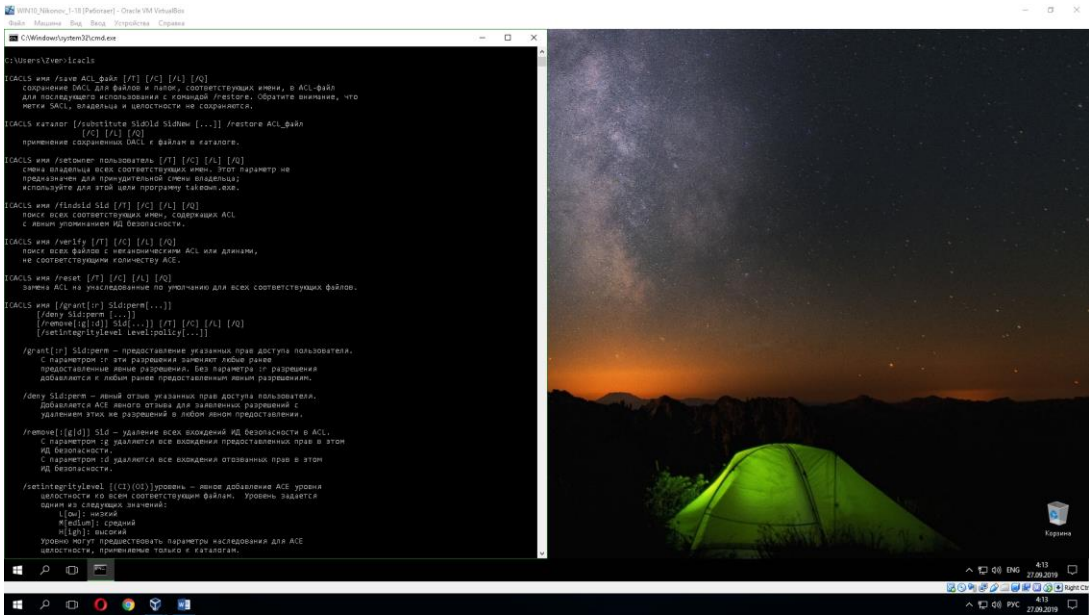 WIN10_Nikonov_1-18 [Работает] - Oracle VM VirtualBox
Файл Машина Вид Ввод Устройства Справка
C:\Windows\system32\cmd.exe
C:\Users\Zver>icacls
ICACLS имя /save ACL_файл [/T] [/C] [/L] [/Q]
сохранение DACL для файлов и папок, соответствующих имени, в ACL-файл
для последующего использования с командой /restore. Обратите внимание, что
метки SACL, владельца и целостности не сохраняются.
ICACLS каталог [/substitute SidOld SidNew [...]] /restore ACL_файл
[/C] [/L] [/Q]
применение сохраненных DACL к файлам в каталоге.
ICACLS имя /setowner пользователь [/T] [/C] [/L] [/Q]
смена владельца всех соответствующих имен. Этот параметр не
предназначен для принудительной смены владельца;
используйте для этой цели программу takeown.exe.
ICACLS имя /findsid Sid [/T] [/C] [/L] [/Q]
поиск всех соответствующих имен, содержащих ACL
с явным упоминанием ИД безопасности.
ICACLS имя /verify [/T] [/C] [/L] [/Q]
поиск всех файлов с неканоническими ACL или длинами,
не соответствующими количеству ACE.
ICACLS имя /reset [/T] [/C] [/L] [/Q]
замена ACL на унаследованные по умолчанию для всех соответствующих файлов.
ICACLS имя [/grant[:r] Sid:perm[...]]
[/deny Sid:perm [...]]
[/remove[:g|:d]] Sid[...]] [/T] [/C] [/L] [/Q]
[/setintegritylevel Level:policy[...]]
/grant[:r] Sid:perm — предоставление указанных прав доступа пользователя.
С параметром :r эти разрешения заменяют любые ранее
предоставленные явные разрешения. Без параметра :r разрешения
добавляются к любым ранее предоставленным явным разрешениям.
/deny Sid:perm — явный отзыв указанных прав доступа пользователя.
Добавляется ACE явного отзыва для заявленных разрешений с
удалением этих же разрешений в любом явном предоставлении.
/remove[:[g|d]] Sid — удаление всех вхождений ИД безопасности в ACL.
С параметром :g удаляются все вхождения предоставленных прав в этом
ИД безопасности.
С параметром :d удаляются все вхождения отозванных прав в этом
ИД безопасности.
/setintegritylevel [(CI)(OI)]уровень — явное добавление ACE уровня
целостности ко всем соответствующим файлам. Уровень задается
одним из следующих значений:
L[ow]: низкий
M[edium]: средний
H[igh]: высокий
Уровню могут предшествовать параметры наследования для ACE
целостности, применяемые только к каталогам.
Корзина
ENG 4:13
27.09.2019
Right Ctrl
РУС 4:13
27.09.2019